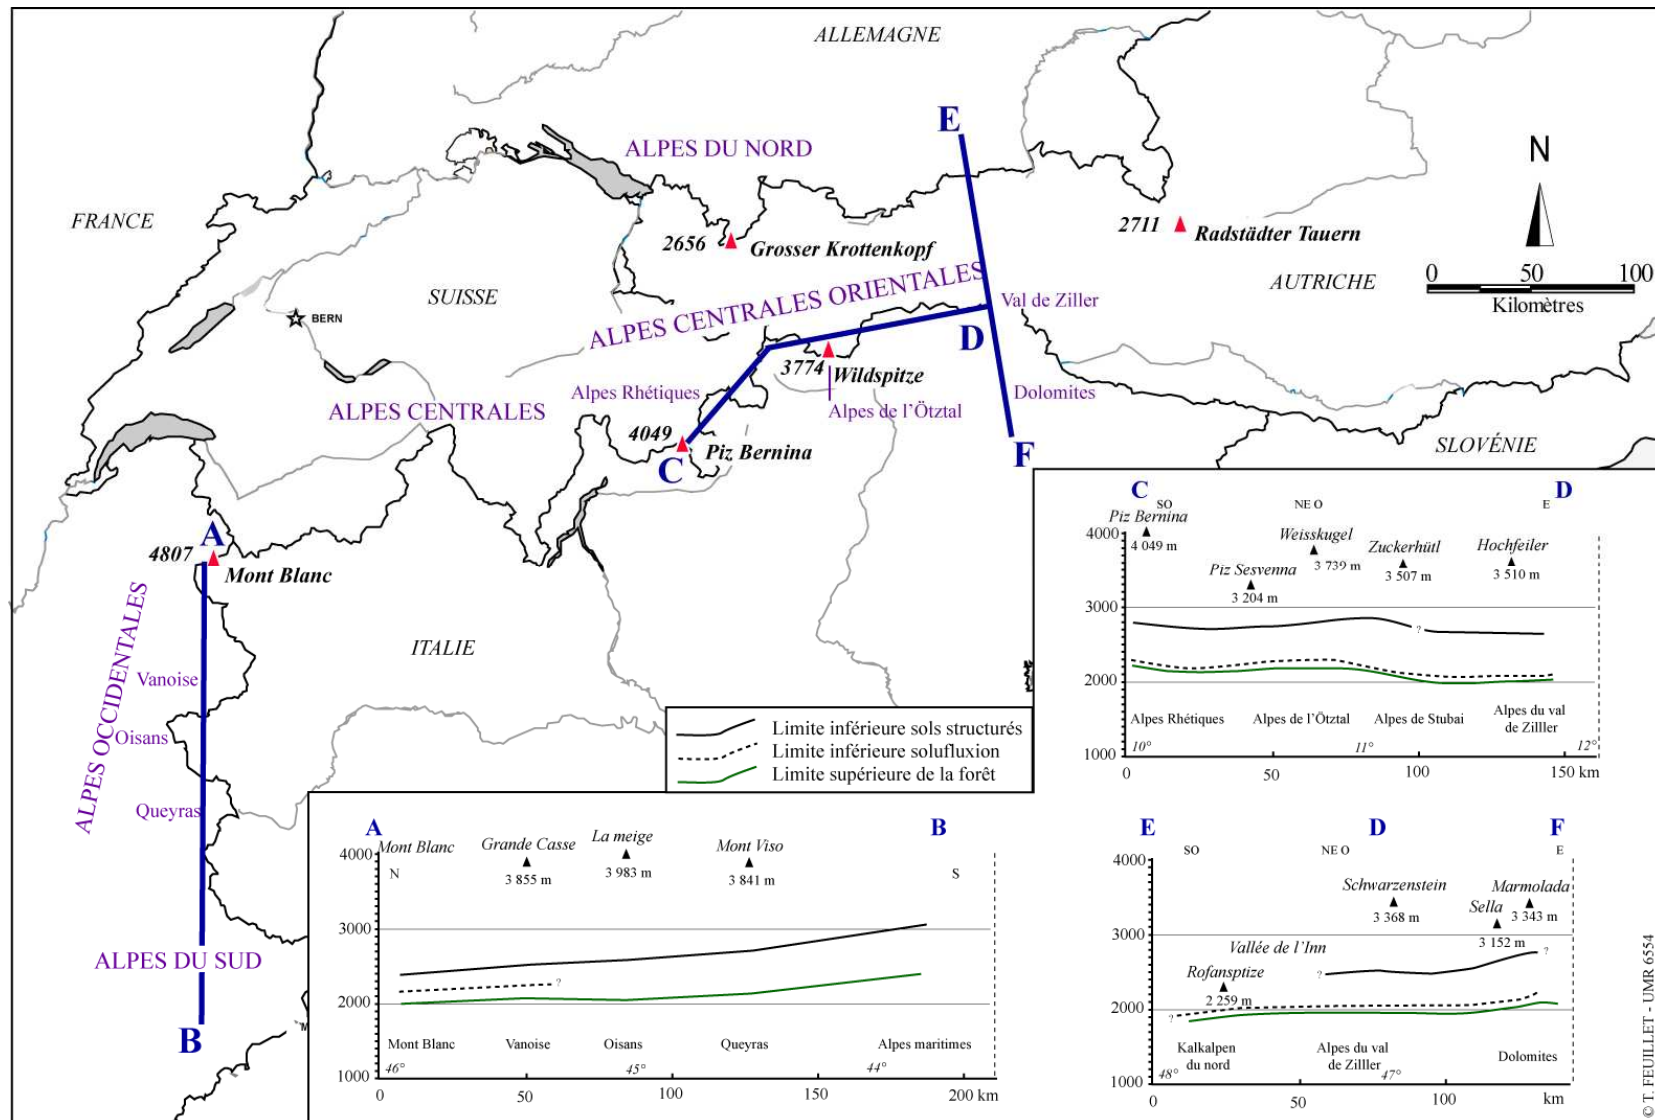 ALLEMAGNE
E
ALPES DU NORD
N
FRANCE
2656
Grosser Krottenkopf
2711
Radstädter Tauern
AUTRICHE
0 50 100
Kilomètres
SUISSE
BERN
ALPES CENTRALES ORIENTALES
Val de Ziller
D
3774
Wildspitze
Alpes Rhétiques
Alpes de l'Ötztal
Dolomites
ALPES CENTRALES
4049
Piz Bernina
C
F
SLOVÉNIE
A
4807
Mont Blanc
ALPES OCCIDENTALES
ITALIE
Vanoise
Oisans
Queyras
ALPES DU SUD
B
M
Limite inférieure sols structurés
Limite inférieure solufluxion
Limite supérieure de la forêt
C D
SO NE O E
Piz Bernina
4 049 m
Piz Sesvenna
3 204 m
Weisskugel
3 739 m
Zuckerhütl
3 507 m
Hochfeiler
3 510 m
4000
3000
2000
1000
?
Alpes Rhétiques
Alpes de l'Ötztal
Alpes de Stubai
Alpes du val
de Zilller
10° 11° 12°
0 50 100 150 km
A B
Mont Blanc
N
Grande Casse
3 855 m
La meige
3 983 m
Mont Viso
3 841 m
S
4000
3000
2000
1000
?
Mont Blanc
Vanoise
Oisans
Queyras
Alpes maritimes
46° 45° 44°
0 50 100 150 200 km
E D F
SO NE O E
Schwarzenstein
3 368 m
Marmolada
3 343 m
Sella
3 152 m
Vallée de l'Inn
Rofansptize
2 259 m
4000
3000
2000
1000
? ? ?
Kalkalpen
du nord
Alpes du val
de Zilller
Dolomites
48° 47°
0 50 100 km
© T. FEUILLET - UMR 6554